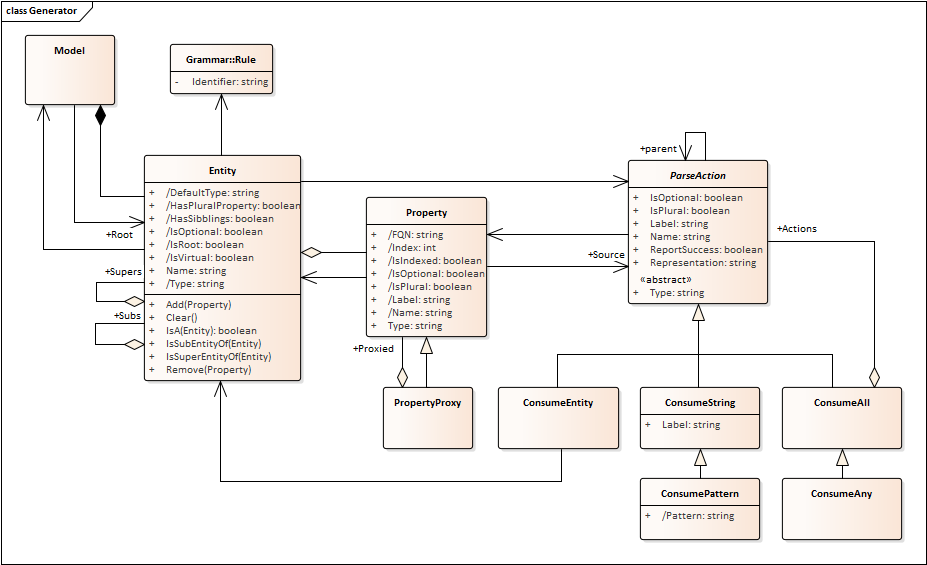 class Generator
Model
Grammar::Rule
- Identifier: string
+Root
Entity
+ /DefaultType: string
+ /HasPluralProperty: boolean
+ /HasSibblings: boolean
+ /IsOptional: boolean
+ /IsRoot: boolean
+ /IsVirtual: boolean
+ Name: string
+ /Type: string
+ Add(Property)
+ Clear()
+ IsA(Entity): boolean
+ IsSubEntityOf(Entity)
+ IsSuperEntityOf(Entity)
+ Remove(Property)
+Supers
+Subs
Property
+ /FQN: string
+ /Index: int
+ /IsIndexed: boolean
+ /IsOptional: boolean
+ /IsPlural: boolean
+ /Label: string
+ /Name: string
+ Type: string
+Proxied
PropertyProxy
+Source
+parent
ParseAction
+ IsOptional: boolean
+ IsPlural: boolean
+ Label: string
+ Name: string
+ ReportSuccess: boolean
+ Representation: string
«abstract»
+ Type: string
+Actions
ConsumeEntity
ConsumeString
+ Label: string
ConsumeAll
ConsumePattern
+ /Pattern: string
ConsumeAny